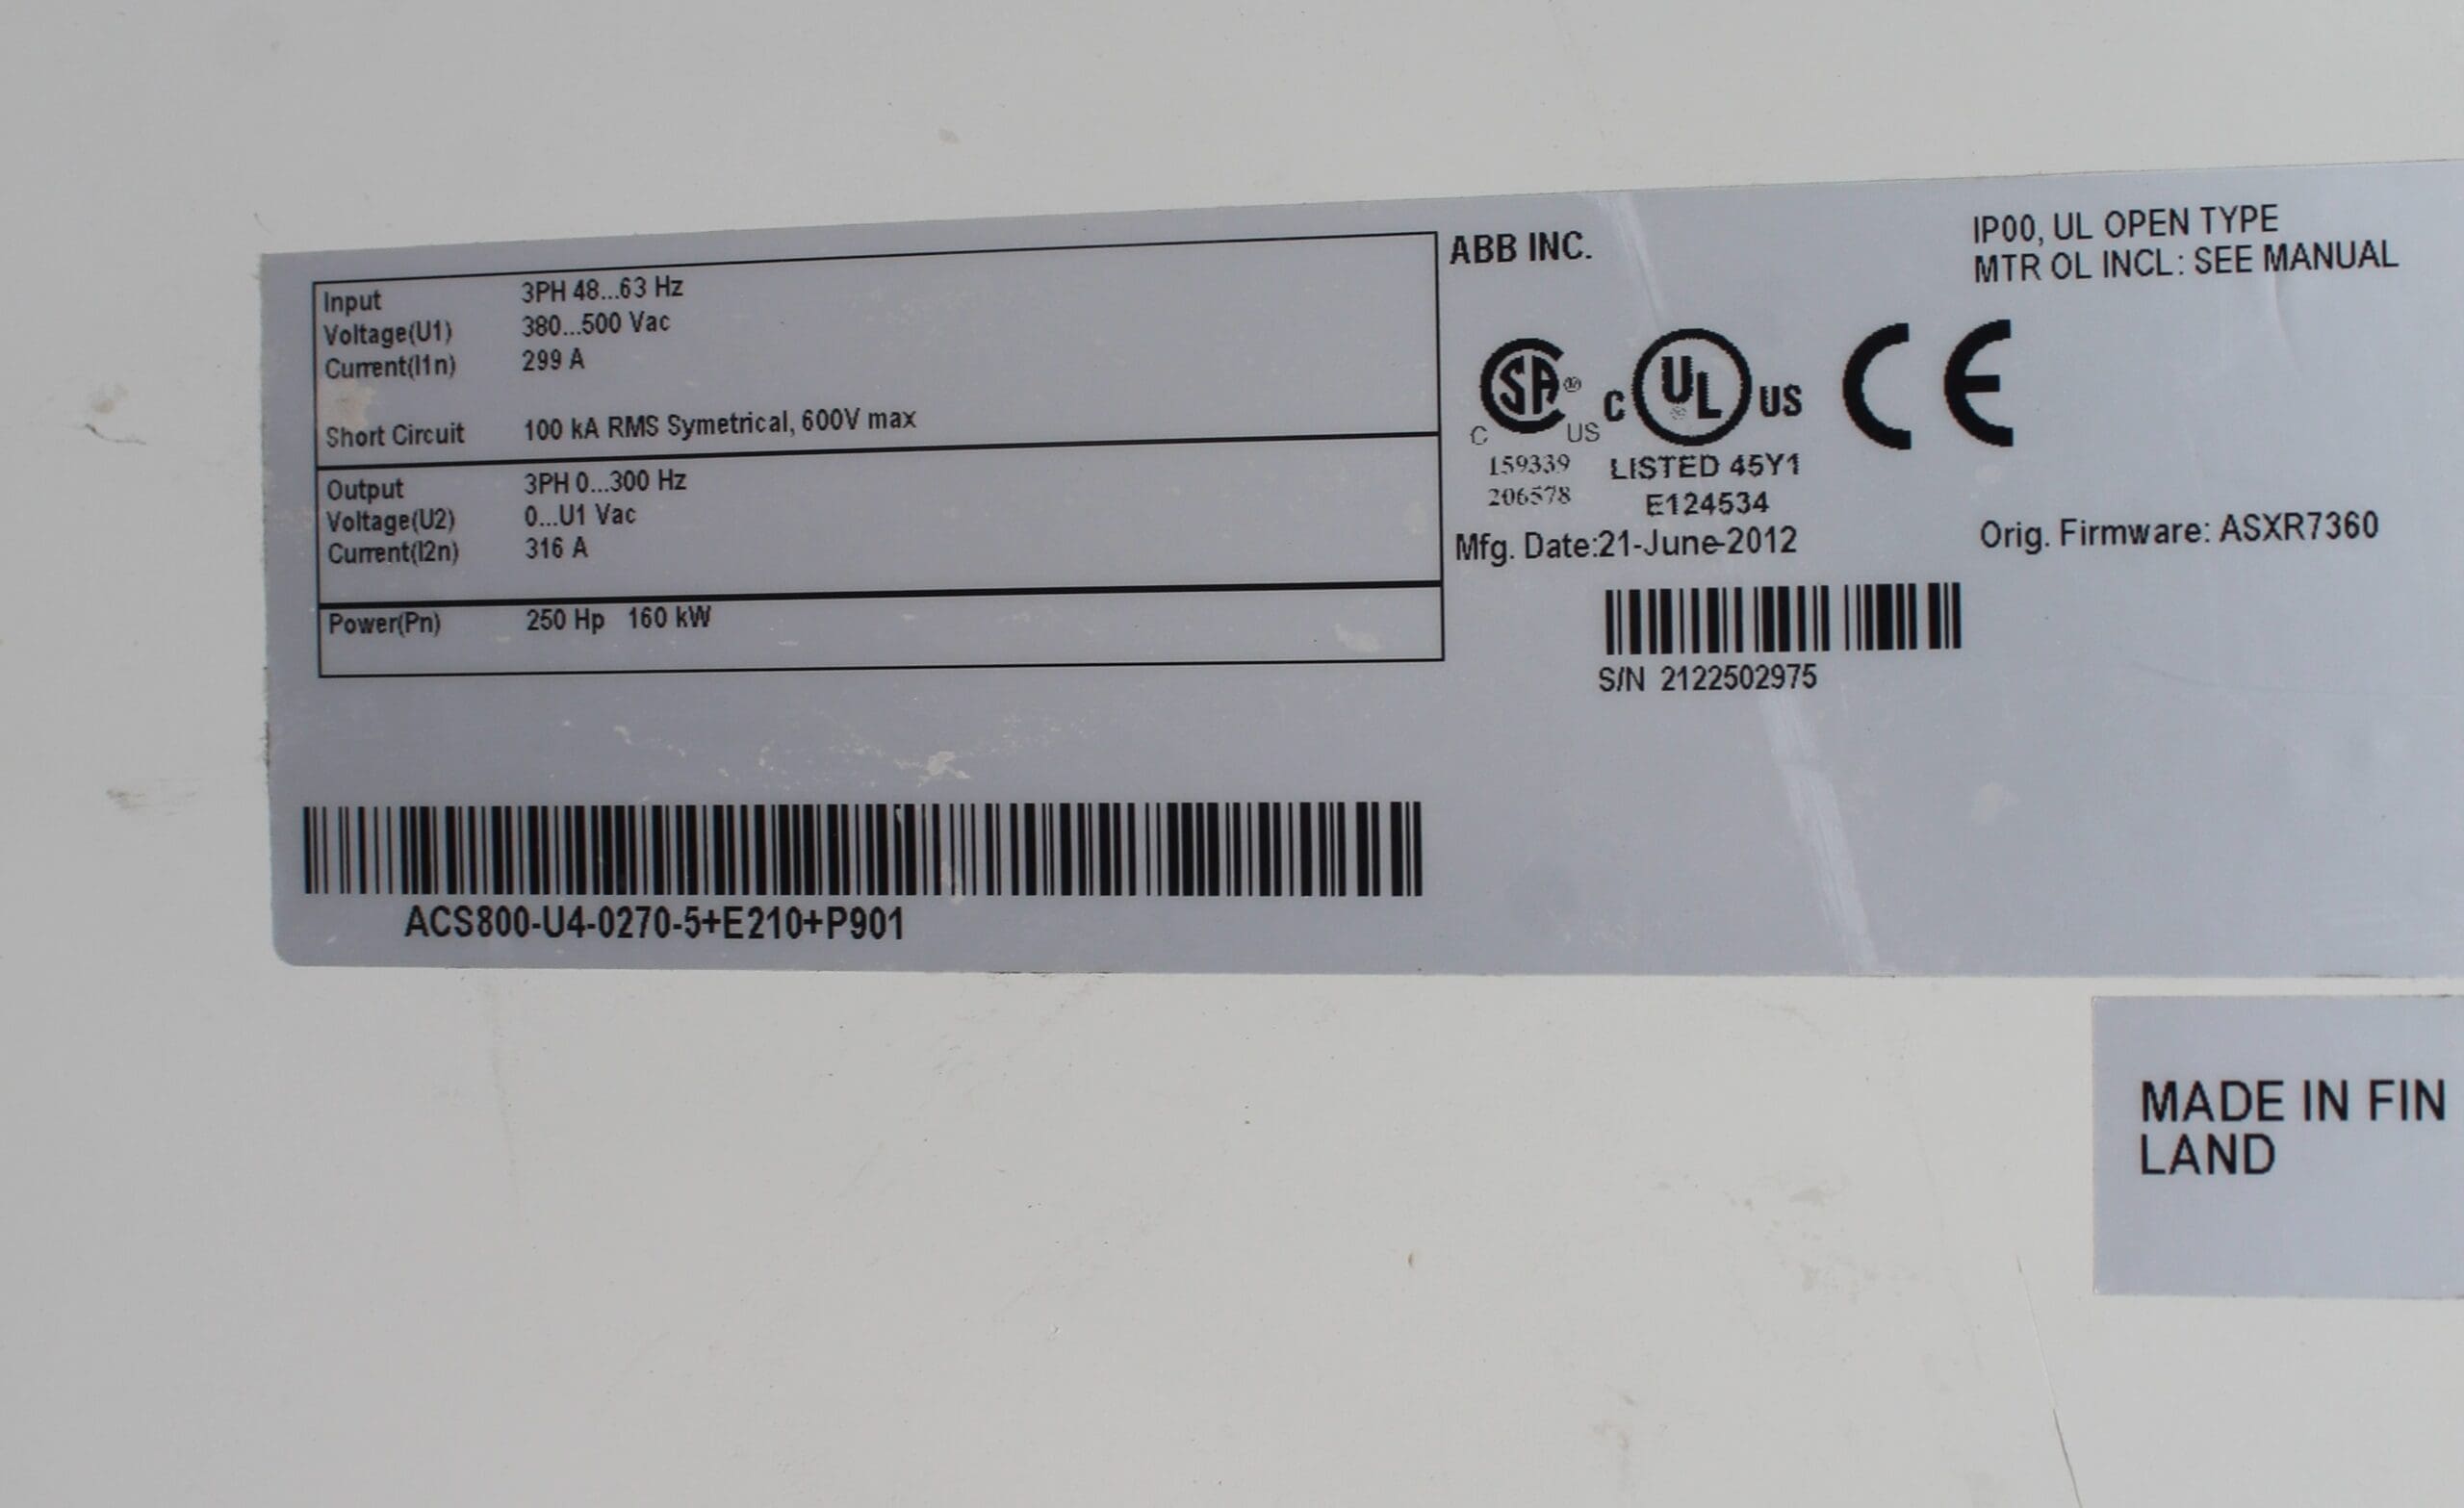 Input 3PH 48...63 Hz
Voltage(U1) 380...500 Vac
Current(I1n) 299 A
Short Circuit 100 kA RMS Symetrical, 600V max
Output 3PH 0...300 Hz
Voltage(U2) 0...U1 Vac
Current(I2n) 316 A
Power(Pn) 250 Hp 160 kW
ACS800-U4-0270-5+E210+P901
ABB INC.
IP00, UL OPEN TYPE
MTR OL INCL: SEE MANUAL
C SA ® US
C UL US
CE
159339
206578
LISTED 45Y1
E124534
Mfg. Date:21-June-2012
Orig. Firmware: ASXR7360
S/N 2122502975
MADE IN FIN
LAND